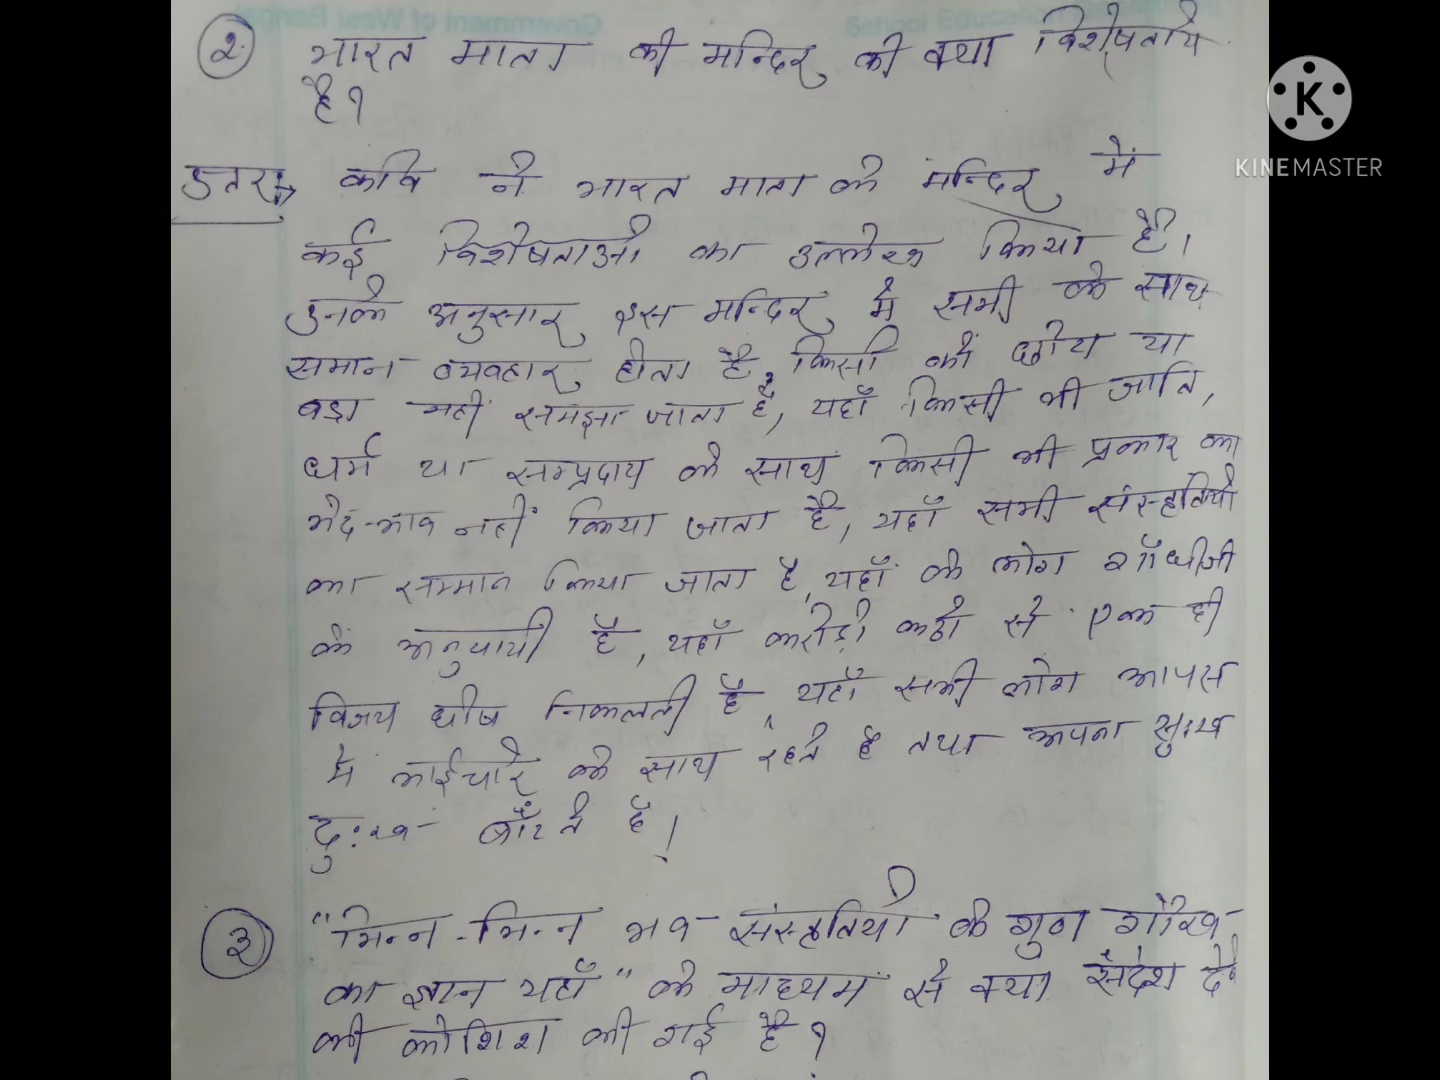 ② भारत माता की मन्दिर की क्या विशेषतायें
है?
उत्तर→ कवि ने भारत माता के मन्दिर में
कई विशेषताओं का उल्लेख किया है।
उनके अनुसार इस मन्दिर में सभी के साथ
समान व्यवहार होता है, किसी को छोटा या
बड़ा नहीं समझा जाता है, यहाँ किसी भी जाति,
धर्म या सम्प्रदाय के साथ किसी भी प्रकार का
भेद-भाव नहीं किया जाता है, यहाँ सभी संस्कृतियों
का सम्मान किया जाता है, यहाँ के लोग गाँधीजी
के अनुयायी हैं, यहाँ करोड़ों कंठो से एक ही
विजय घोष निकलती है, यहाँ सभी लोग आपस
में भाईचारे के साथ रहते है तथा अपना सुख
दुःख बाँटते है।
③ "भिन्न-भिन्न भव-संस्कृतियों के गुण गौरव
का ज्ञान यहाँ" के माध्यम से क्या संदेश देने
की कोशिश की गई है?
KINEMASTER